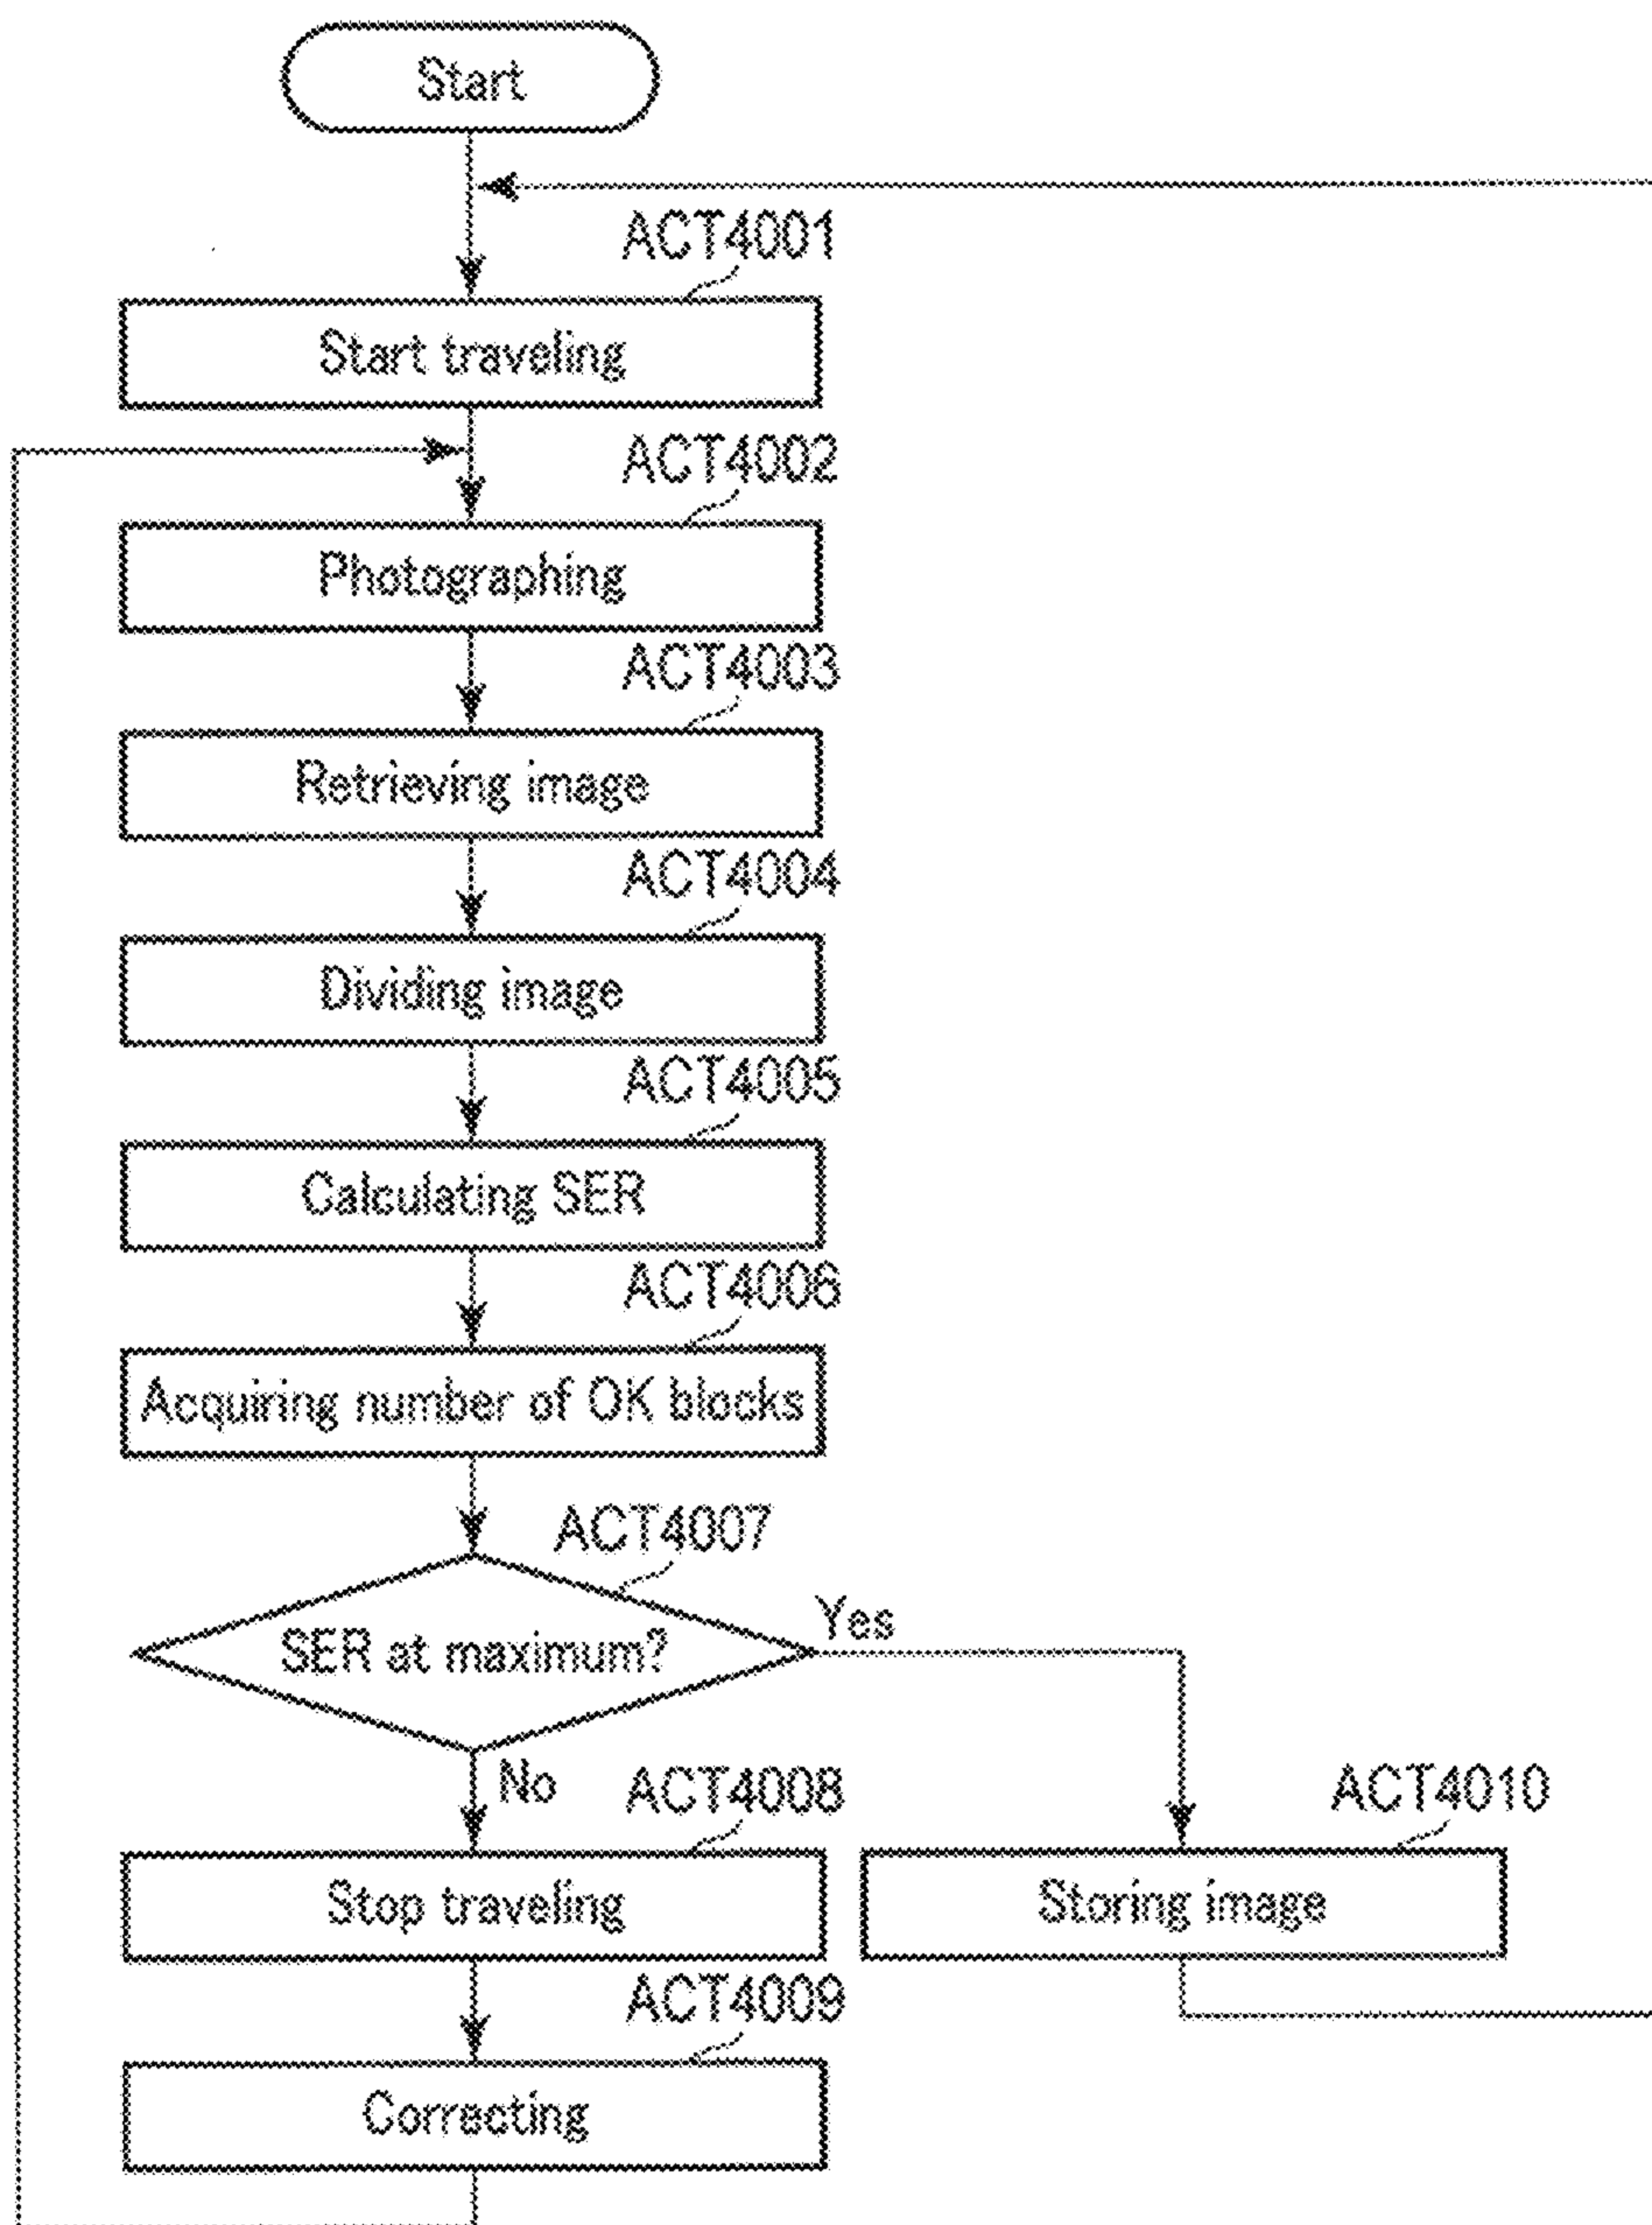 Start
ACT4001
Start traveling
ACT4002
Photographing
ACT4003
Retrieving image
ACT4004
Dividing image
ACT4005
Calculating SER
ACT4006
Acquiring number of OK blocks
ACT4007
SER at maximum?
Yes
No
ACT4008
Stop traveling
ACT4010
Storing image
ACT4009
Correcting